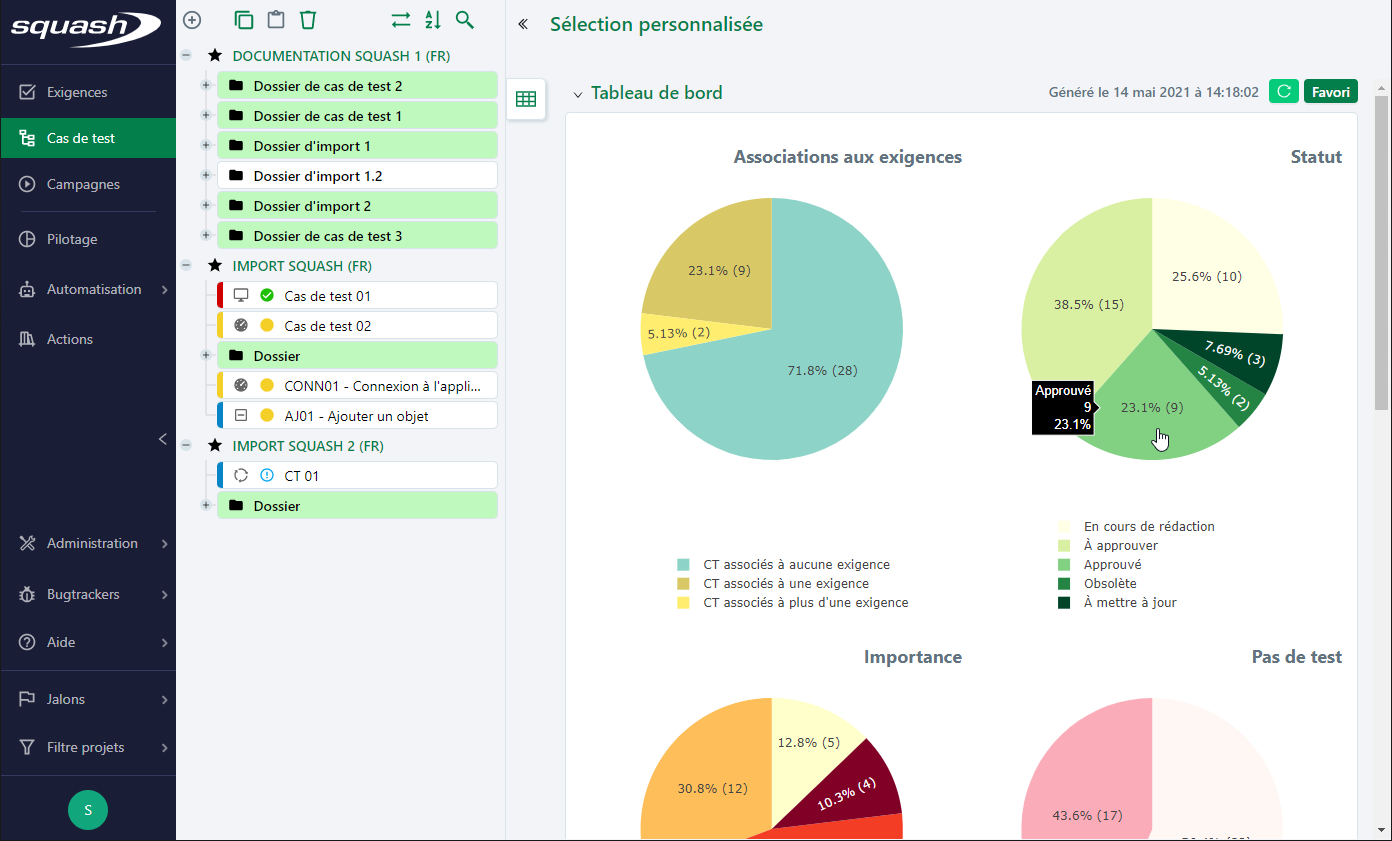 squash
Exigences
Cas de test
Campagnes
Pilotage
Automatisation
Actions
Administration
Bugtrackers
Aide
Jalons
Filtre projets
S
DOCUMENTATION SQUASH 1 (FR)
Dossier de cas de test 2
Dossier de cas de test 1
Dossier d'import 1
Dossier d'import 1.2
Dossier d'import 2
Dossier de cas de test 3
IMPORT SQUASH (FR)
Cas de test 01
Cas de test 02
Dossier
CONN01 - Connexion à l'appli...
AJ01 - Ajouter un objet
IMPORT SQUASH 2 (FR)
CT 01
Dossier
Sélection personnalisée
Tableau de bord
Généré le 14 mai 2021 à 14:18:02
Favori
Associations aux exigences
23.1% (9)
5.13% (2)
71.8% (28)
CT associés à aucune exigence
CT associés à une exigence
CT associés à plus d'une exigence
Statut
38.5% (15)
25.6% (10)
7.69% (3)
5.13% (2)
23.1% (9)
Approuvé
9
23.1%
En cours de rédaction
À approuver
Approuvé
Obsolète
À mettre à jour
Importance
12.8% (5)
10.3% (4)
30.8% (12)
Pas de test
43.6% (17)